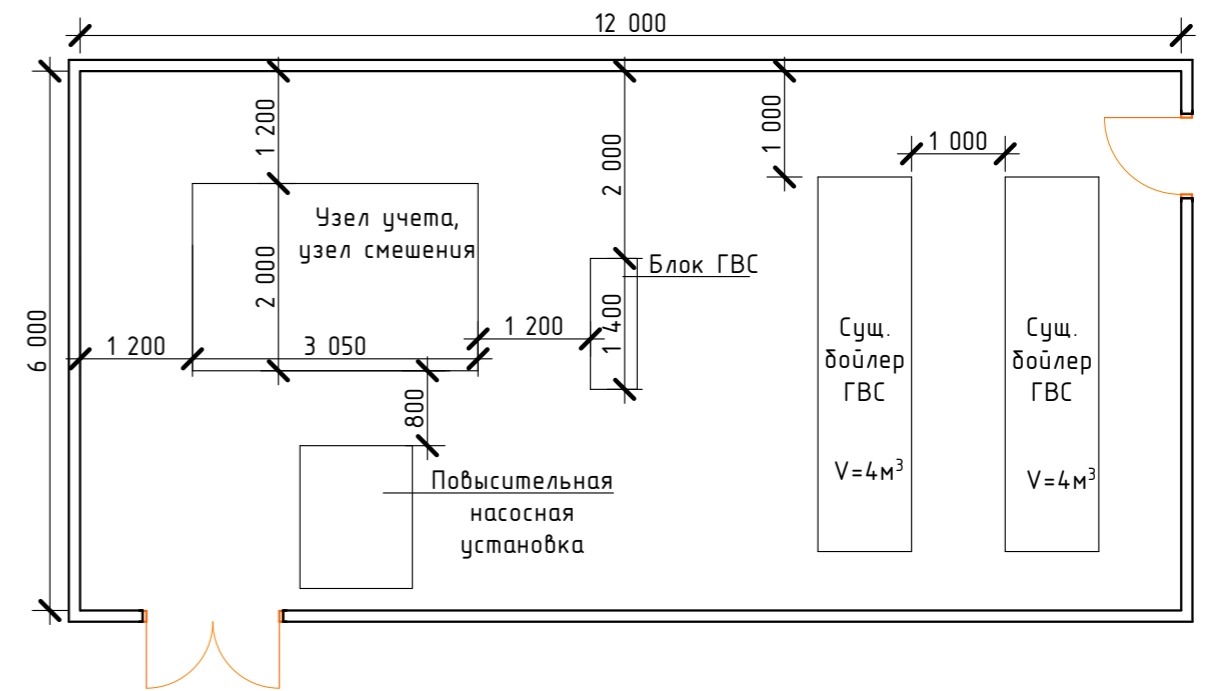 12 000
1 200
2 000
1 000
1 000
Узел учета,
узел смешения
2 000
Блок ГВС
1 400
6 000
1 200
3 050
1 200
800
Сущ.
бойлер
ГВС
V=4м³
Сущ.
бойлер
ГВС
V=4м³
Повысительная
насосная
установка